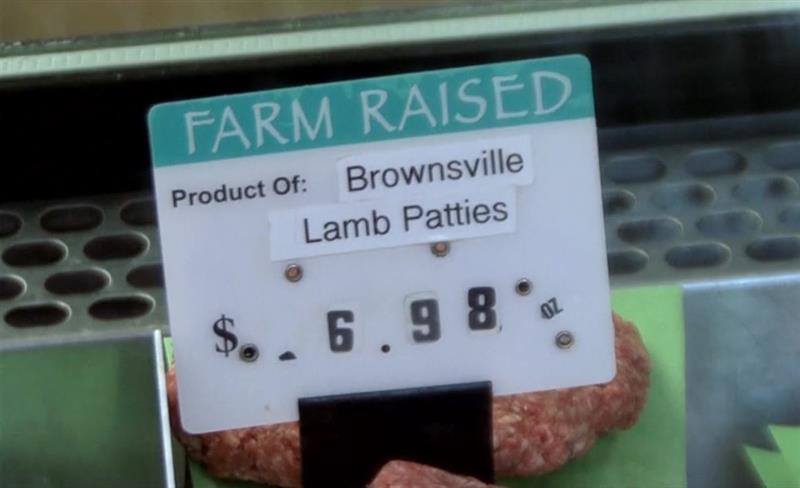 FARM RAISED
Product Of: Brownsville
Lamb Patties
$ 6.98 OZ